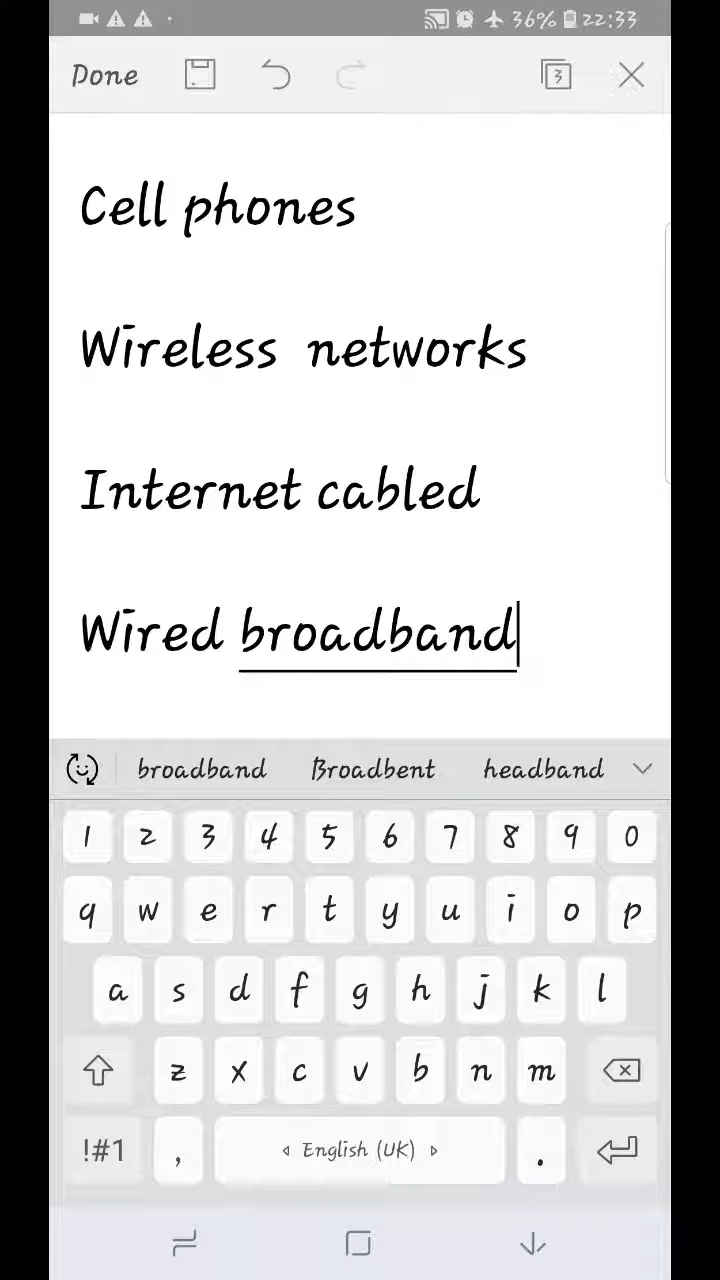 36% 22:33
Done 3
Cell phones
Wireless networks
Internet cabled
Wired broadband
broadband Broadbent headband
1 2 3 4 5 6 7 8 9 0
q w e r t y u i o p
a s d f g h j k l
z x c v b n m
!#1 , English (UK) .